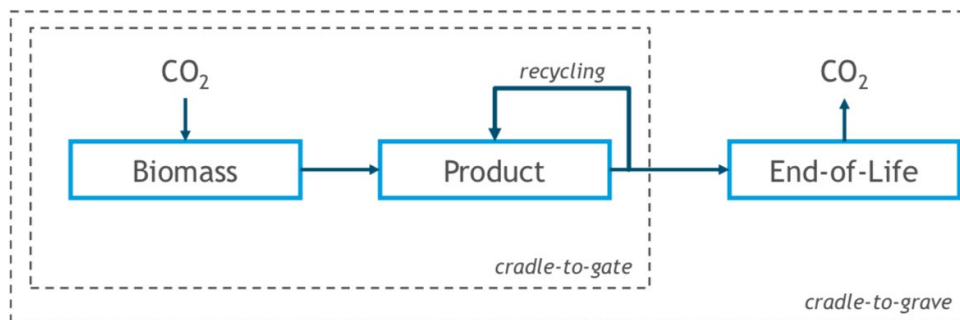 CO₂
recycling
CO₂
Biomass
Product
End-of-Life
cradle-to-gate
cradle-to-grave